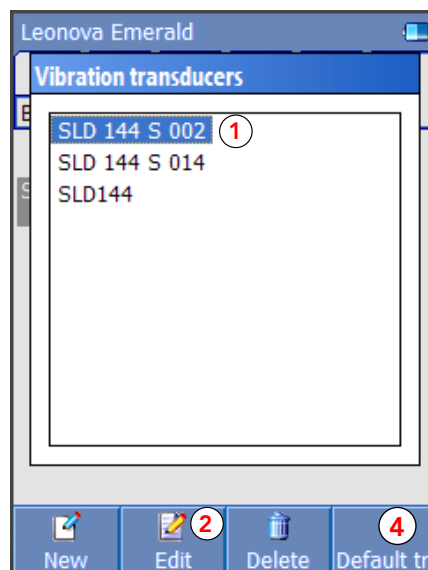 Leonova Emerald
Vibration transducers
SLD 144 S 002 1
SLD 144 S 014
SLD144
2 4
New Edit Delete Default tr